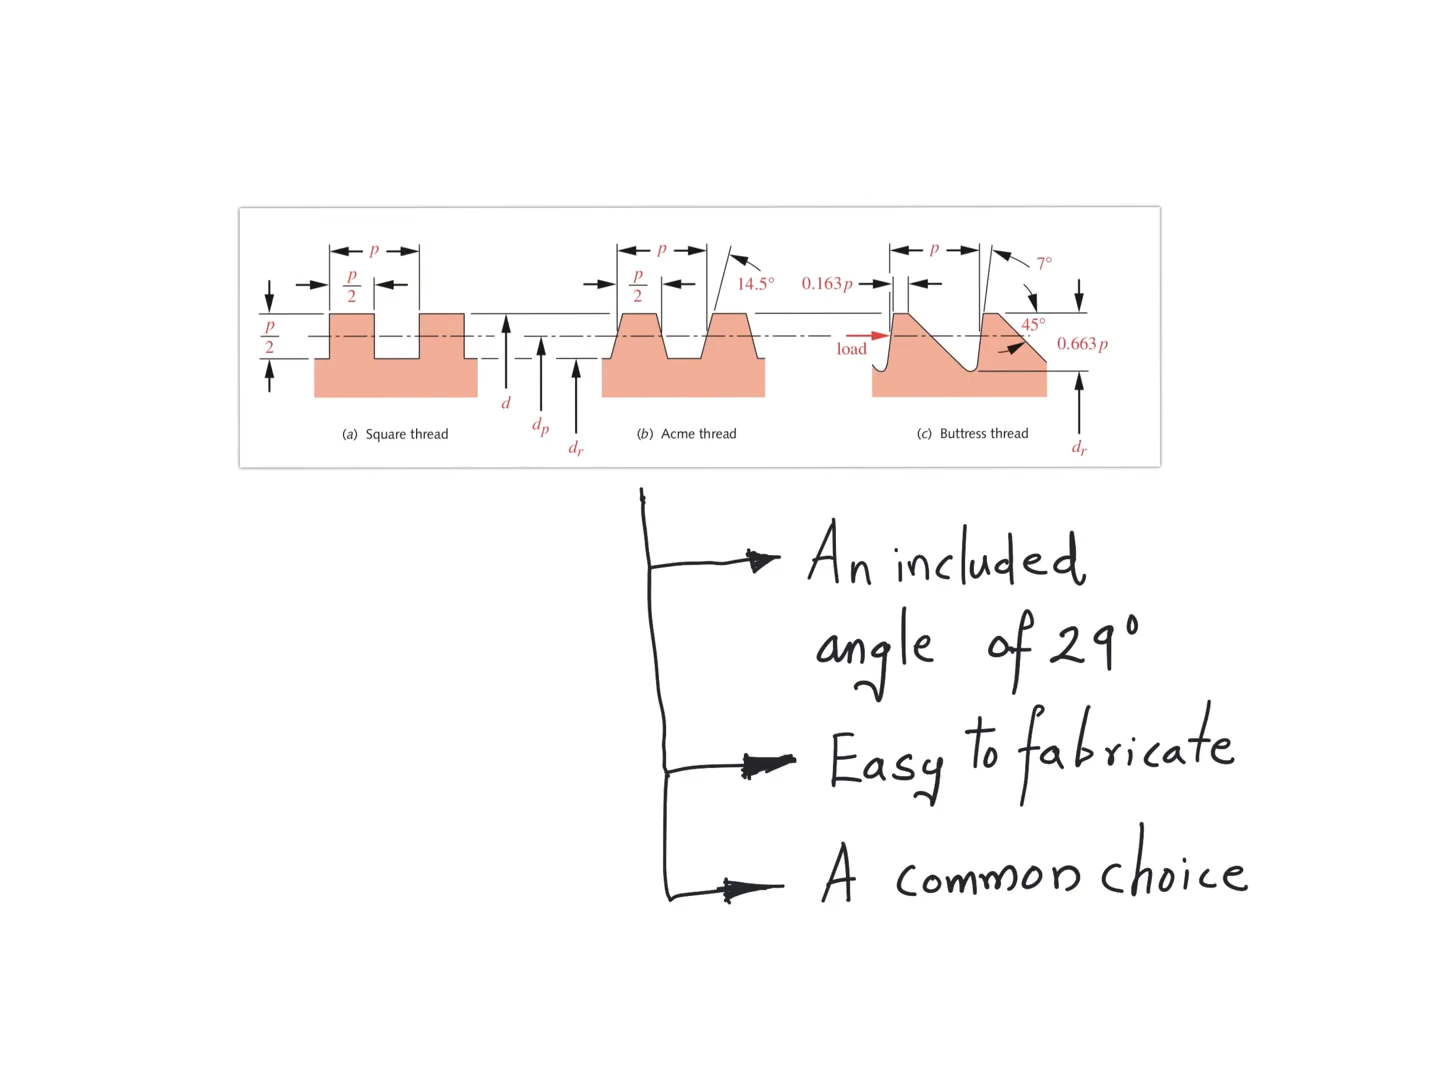 p
p
p
7°
p
2
p
2
14.5°
0.163p
p
2
45°
0.663p
load
d
dp
dr
dr
(a) Square thread
(b) Acme thread
(c) Buttress thread
An included
angle of 29°
Easy to fabricate
A common choice